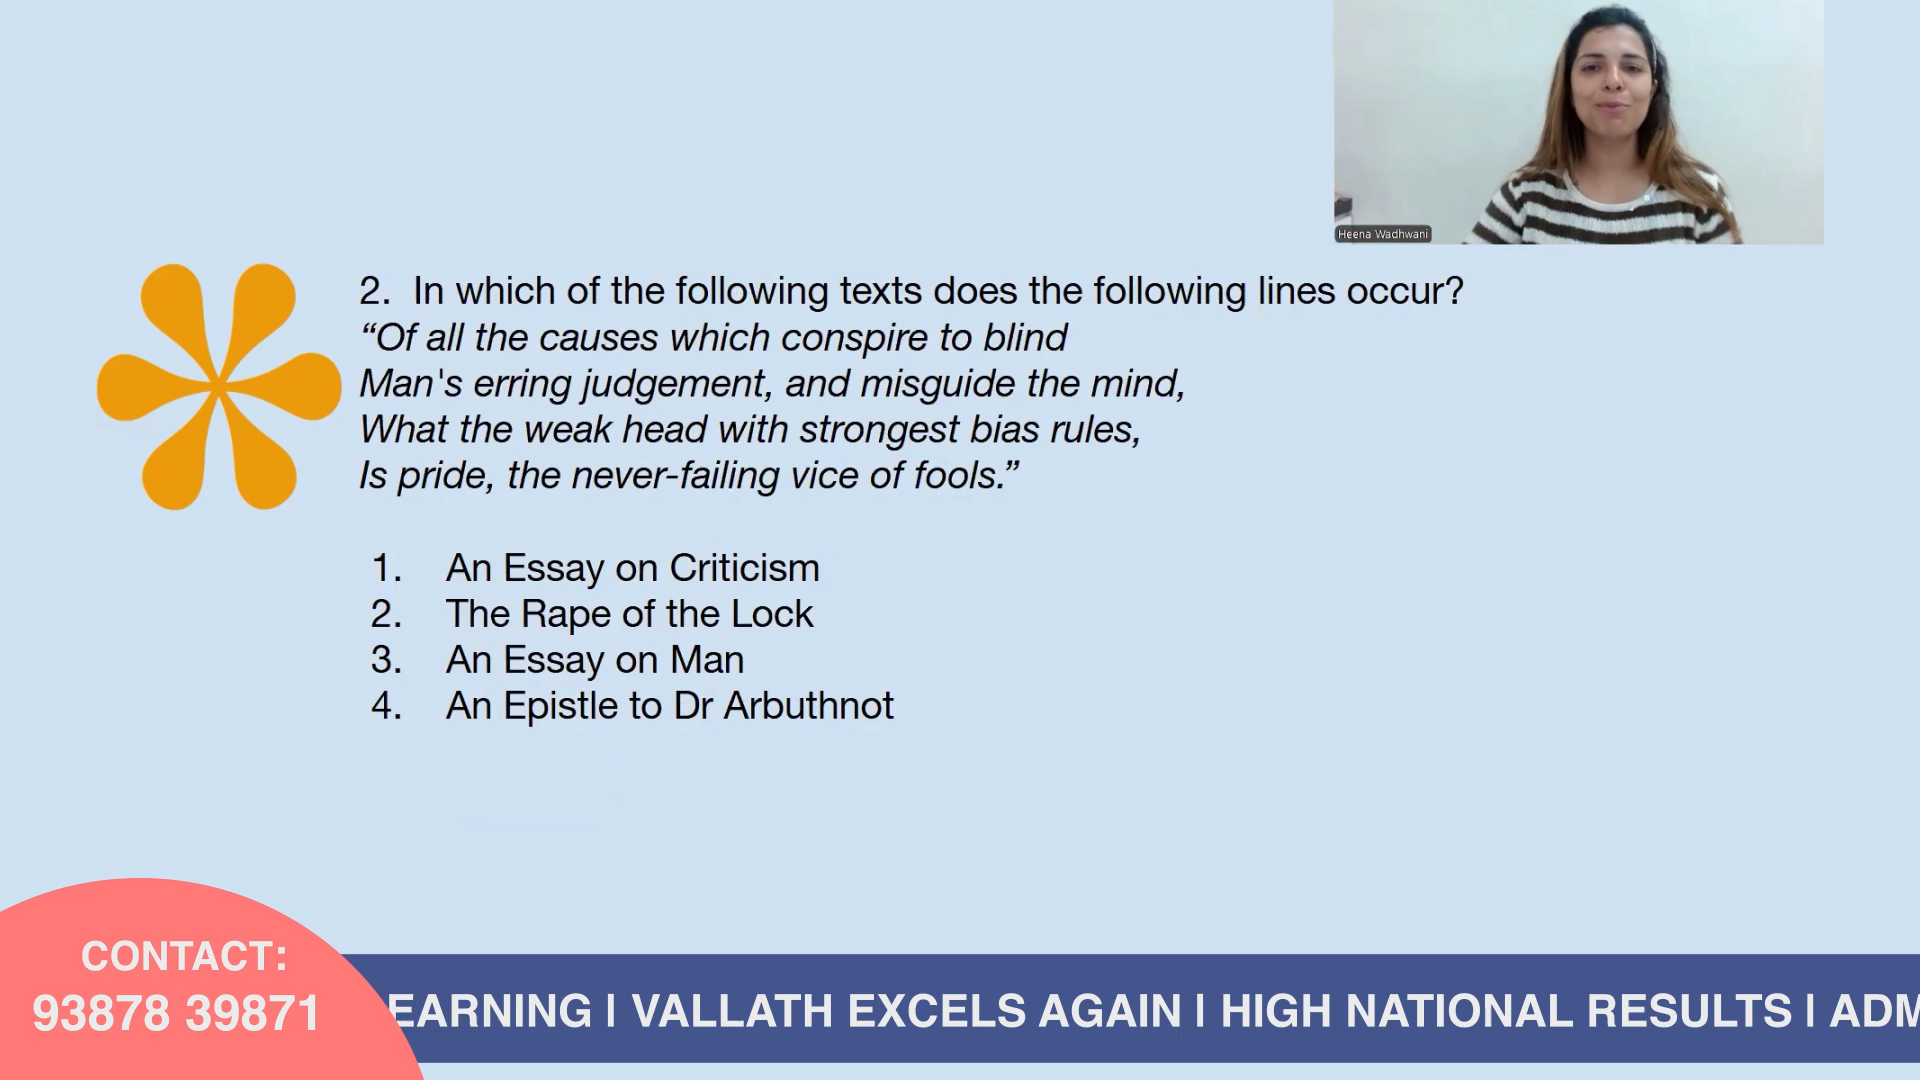 Heena Wadhwani
2. In which of the following texts does the following lines occur?
“Of all the causes which conspire to blind
Man's erring judgement, and misguide the mind,
What the weak head with strongest bias rules,
Is pride, the never-failing vice of fools.”
1. An Essay on Criticism
2. The Rape of the Lock
3. An Essay on Man
4. An Epistle to Dr Arbuthnot
CONTACT:
93878 39871
EARNING | VALLATH EXCELS AGAIN | HIGH NATIONAL RESULTS | ADM